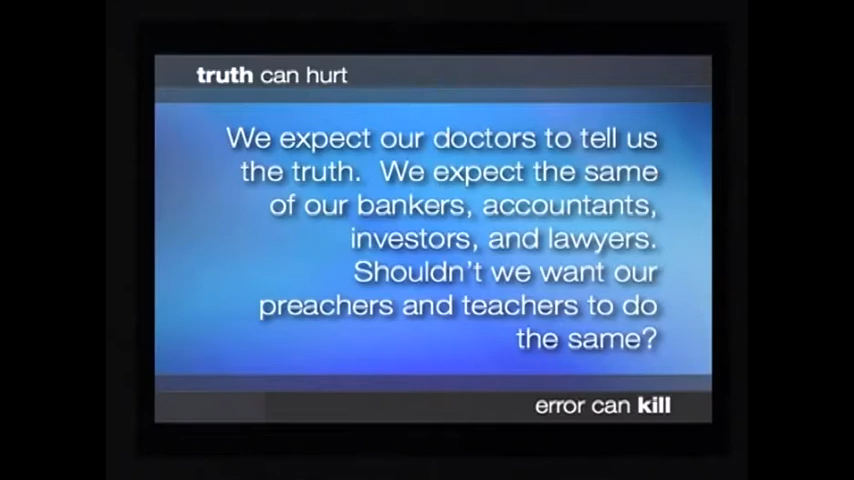 truth can hurt
We expect our doctors to tell us
the truth.  We expect the same
of our bankers, accountants,
investors, and lawyers.
Shouldn't we want our
preachers and teachers to do
the same?
error can kill